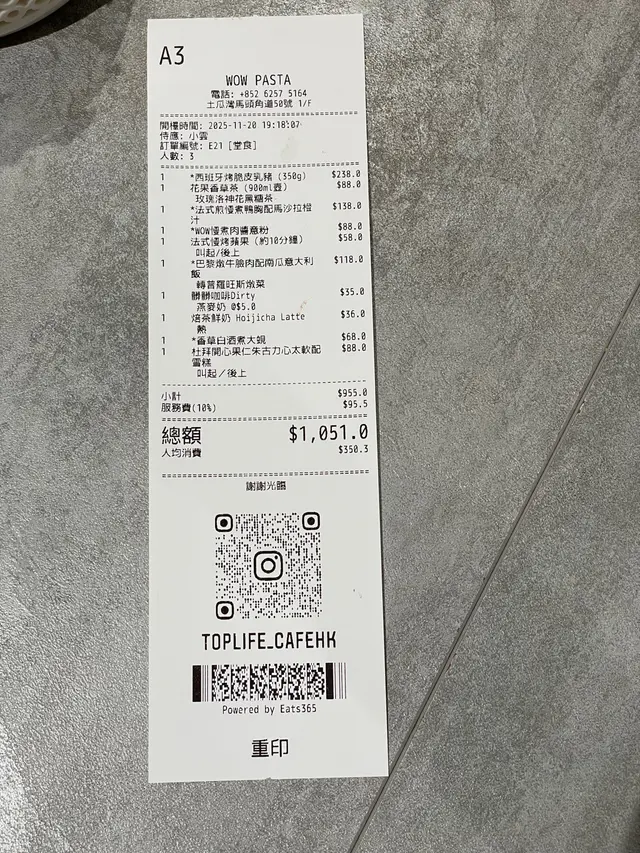 A3
WOW PASTA
電話: +852 6257 5164
土瓜灣馬頭角道50號 1/F
開檯時間: 2025-11-20 19:18:07
侍應: 小雲
訂單編號: E21 [堂食]
人數: 3
1 *西班牙烤脆皮乳豬 (350g) $238.0
1 花果香草茶 (900ml壺) $88.0
玫瑰洛神花黑糖茶
1 *法式煎慢煮鴨胸配馬沙拉橙 $138.0
汁
1 *WOW慢煮肉醬意粉 $88.0
1 法式慢烤蘋果 (約10分鐘) $58.0
叫起/後上
1 *巴黎燉牛臉肉配南瓜意大利 $118.0
飯
轉普羅旺斯燉菜
1 髒髒咖啡Dirty $35.0
燕麥奶 @$5.0
1 焙茶鮮奶 Hoijicha Latte $36.0
熱
1 *香草白酒煮大蜆 $68.0
1 杜拜開心果仁朱古力心太軟配 $88.0
雪糕
叫起/後上
小計 $955.0
服務費(10%) $95.5
總額 $1,051.0
人均消費 $350.3
謝謝光臨
TOPLIFE_CAFEHK
Powered by Eats365
重印